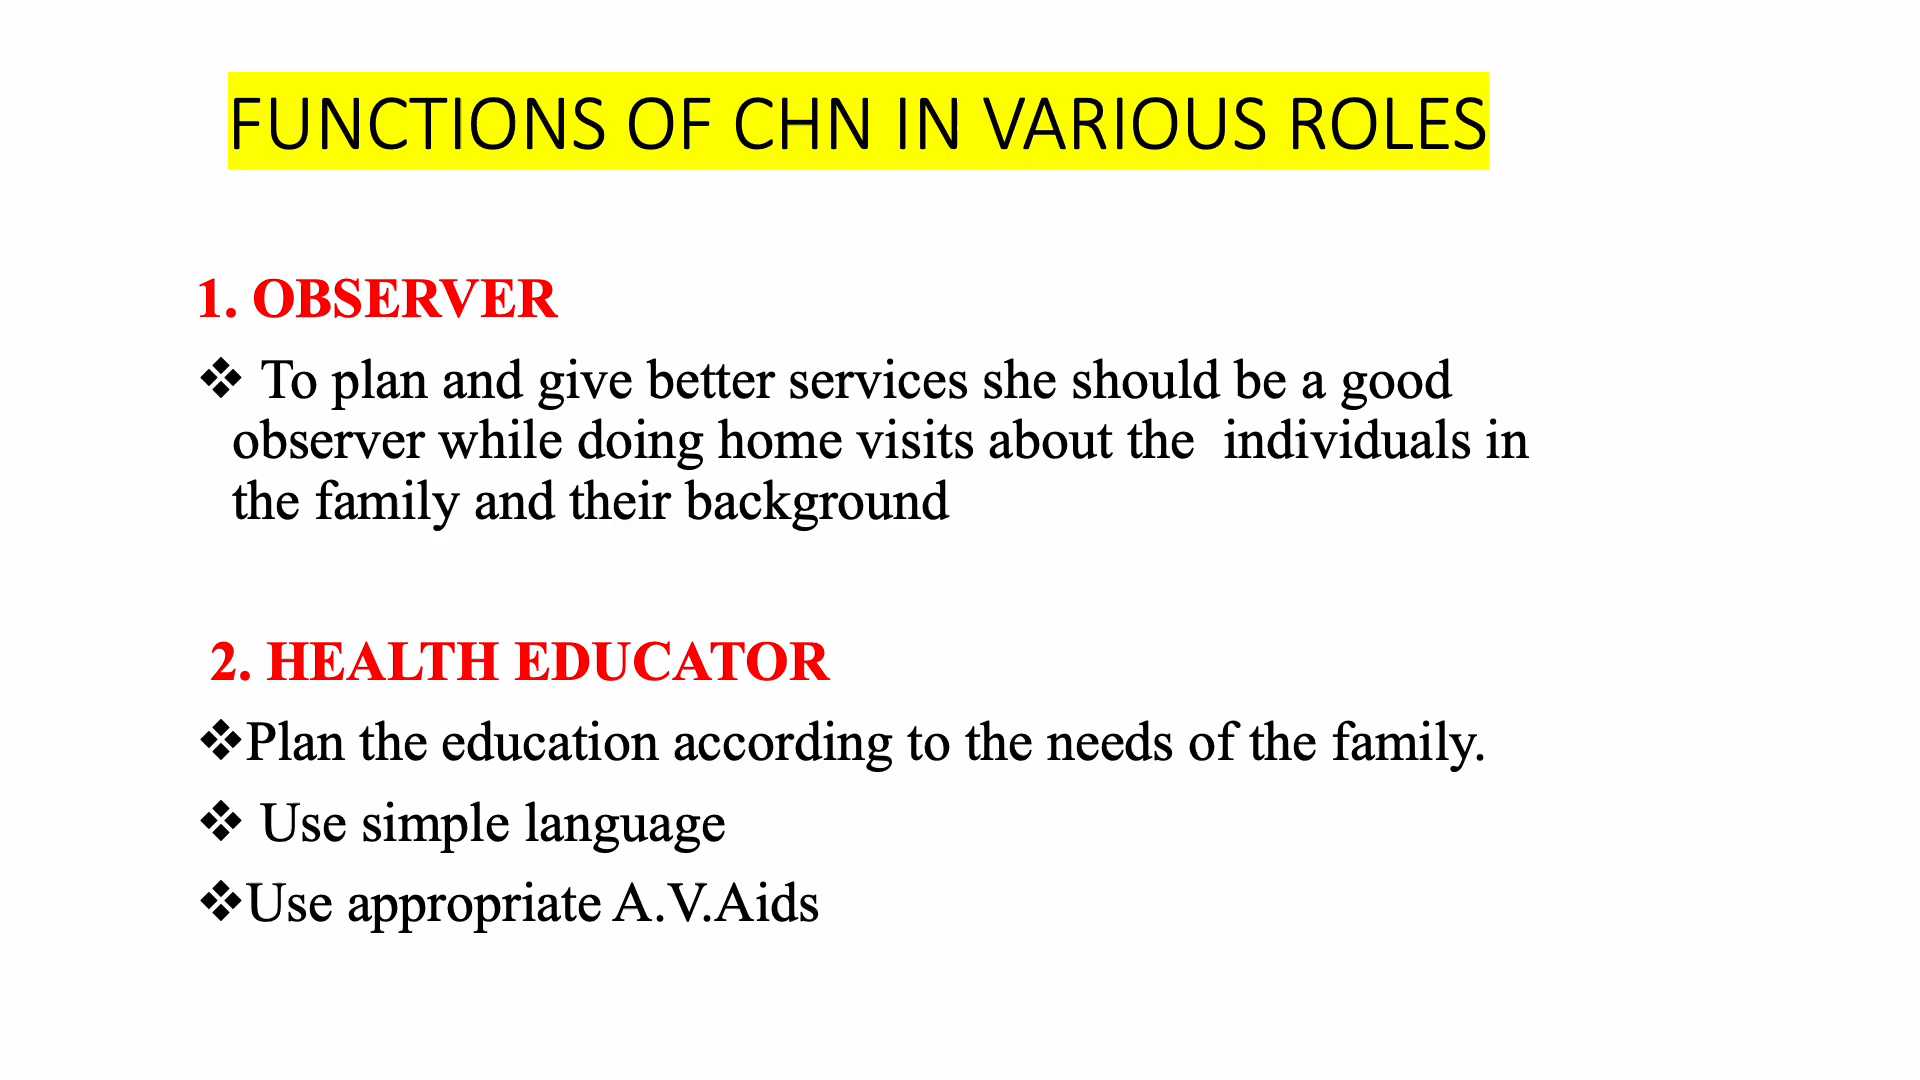 FUNCTIONS OF CHN IN VARIOUS ROLES
1. OBSERVER
❖ To plan and give better services she should be a good
observer while doing home visits about the  individuals in
the family and their background
2. HEALTH EDUCATOR
❖Plan the education according to the needs of the family.
❖ Use simple language
❖Use appropriate A.V.Aids